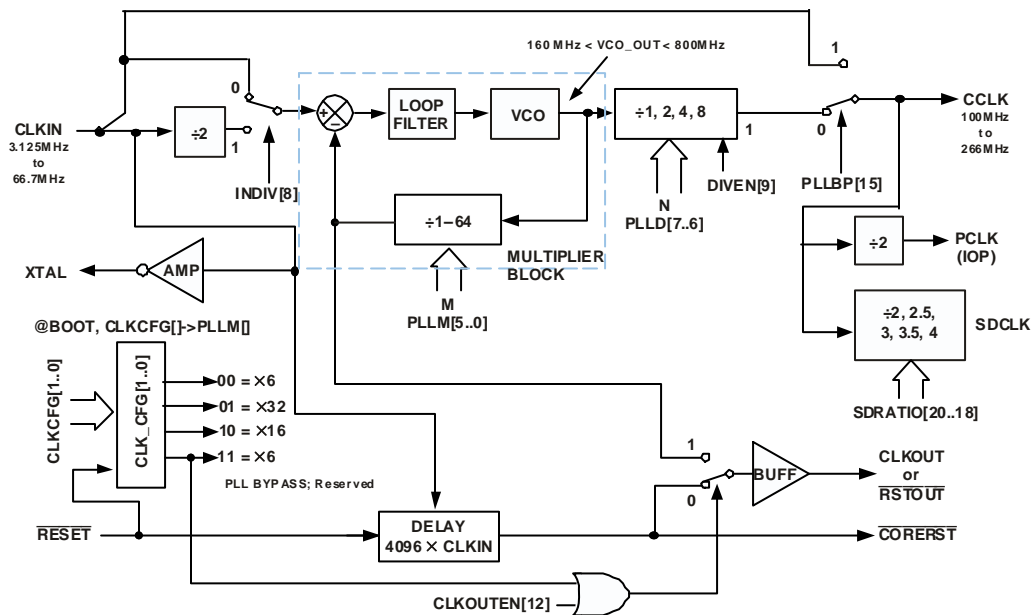 160 MHz < VCO_OUT < 800MHz
1
0
CLKIN
3.125MHz
to
66.7MHz
÷2
1
INDIV[8]
+
–
LOOP
FILTER
VCO
÷1, 2, 4, 8
1
0
CCLK
100MHz
to
266MHz
DIVEN[9]
PLLBP[15]
N
PLLD[7..6]
÷1–64
MULTIPLIER
BLOCK
÷2
PCLK
(IOP)
XTAL
AMP
M
PLLM[5..0]
÷2, 2.5,
3, 3.5, 4
SDCLK
@BOOT, CLKCFG[]->PLLM[]
SDRATIO[20..18]
CLKCFG[1..0]
CLK_CFG[1..0]
00 = ×6
01 = ×32
10 = ×16
11 = ×6
PLL BYPASS; Reserved
1
0
BUFF
CLKOUT
or
RSTOUT
RESET
DELAY
4096 × CLKIN
CORERST
CLKOUTEN[12]